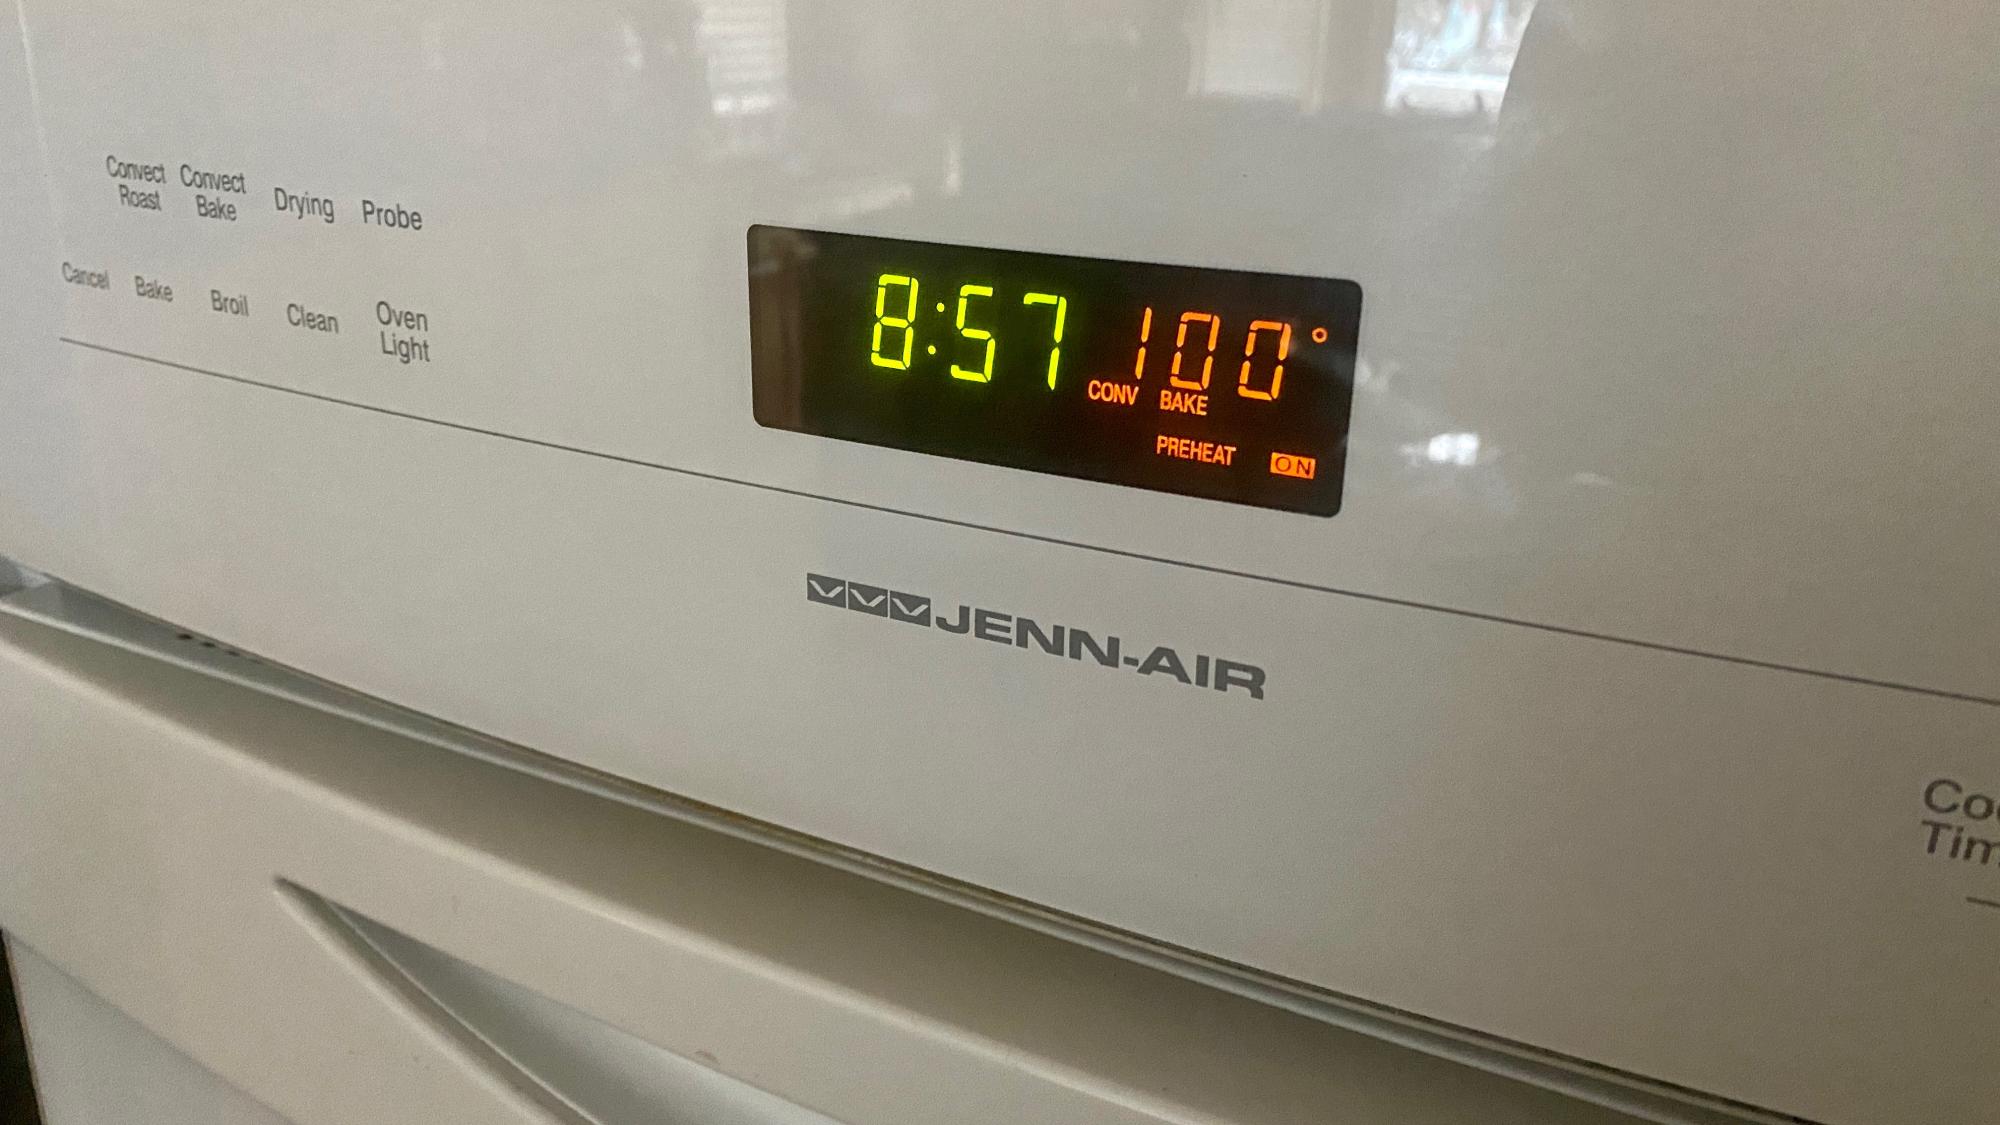 Convect Roast
Convect Bake
Drying
Probe
Cancel
Bake
Broil
Clean
Oven Light
8:57
100°
CONV BAKE
PREHEAT ON
JENN-AIR